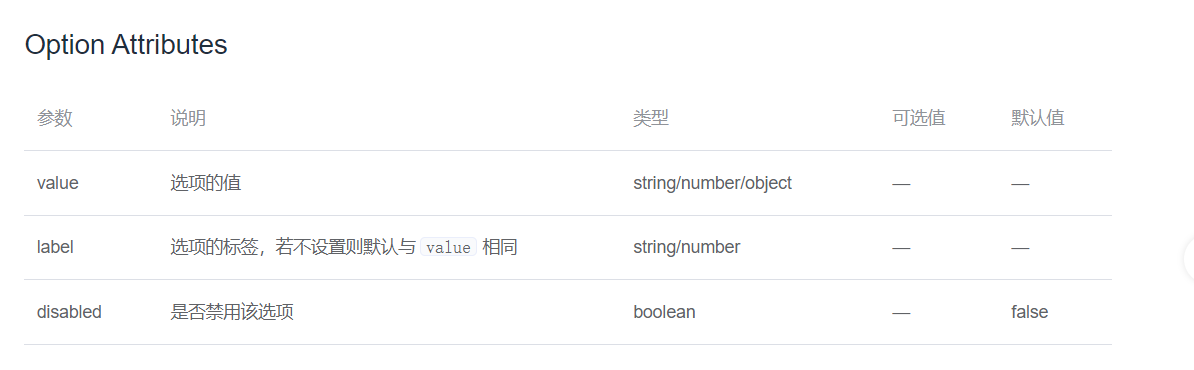 Option Attributes
参数 说明 类型 可选值 默认值
value 选项的值 string/number/object — —
label 选项的标签，若不设置则默认与 value 相同 string/number — —
disabled 是否禁用该选项 boolean — false